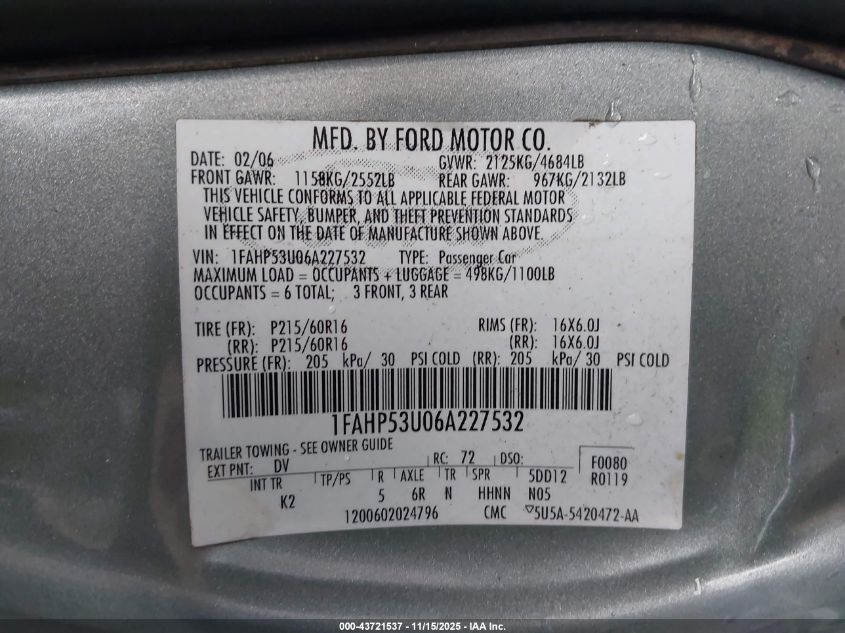 MFD. BY FORD MOTOR CO.
DATE: 02/06 GVWR: 2125KG/4684LB
FRONT GAWR: 1158KG/2552LB REAR GAWR: 967KG/2132LB
THIS VEHICLE CONFORMS TO ALL APPLICABLE FEDERAL MOTOR
VEHICLE SAFETY, BUMPER, AND THEFT PREVENTION STANDARDS
IN EFFECT ON THE DATE OF MANUFACTURE SHOWN ABOVE.
VIN: 1FAHP53U06A227532 TYPE: Passenger Car
MAXIMUM LOAD = OCCUPANTS + LUGGAGE = 498KG/1100LB
OCCUPANTS = 6 TOTAL; 3 FRONT, 3 REAR
TIRE (FR): P215/60R16 RIMS (FR): 16X6.0J
(RR): P215/60R16 (RR): 16X6.0J
PRESSURE (FR): 205 kPa/ 30 PSI COLD (RR): 205 kPa/ 30 PSI COLD
1FAHP53U06A227532
TRAILER TOWING - SEE OWNER GUIDE
EXT PNT: DV RC: 72 DSO: F0080
INT TR TP/PS R AXLE TR SPR 5DD12 R0119
K2 5 6R N HHNN N05
1200602024796 CMC 5U5A-5420472-AA
000-43721537 - 11/15/2025 - IAA Inc.